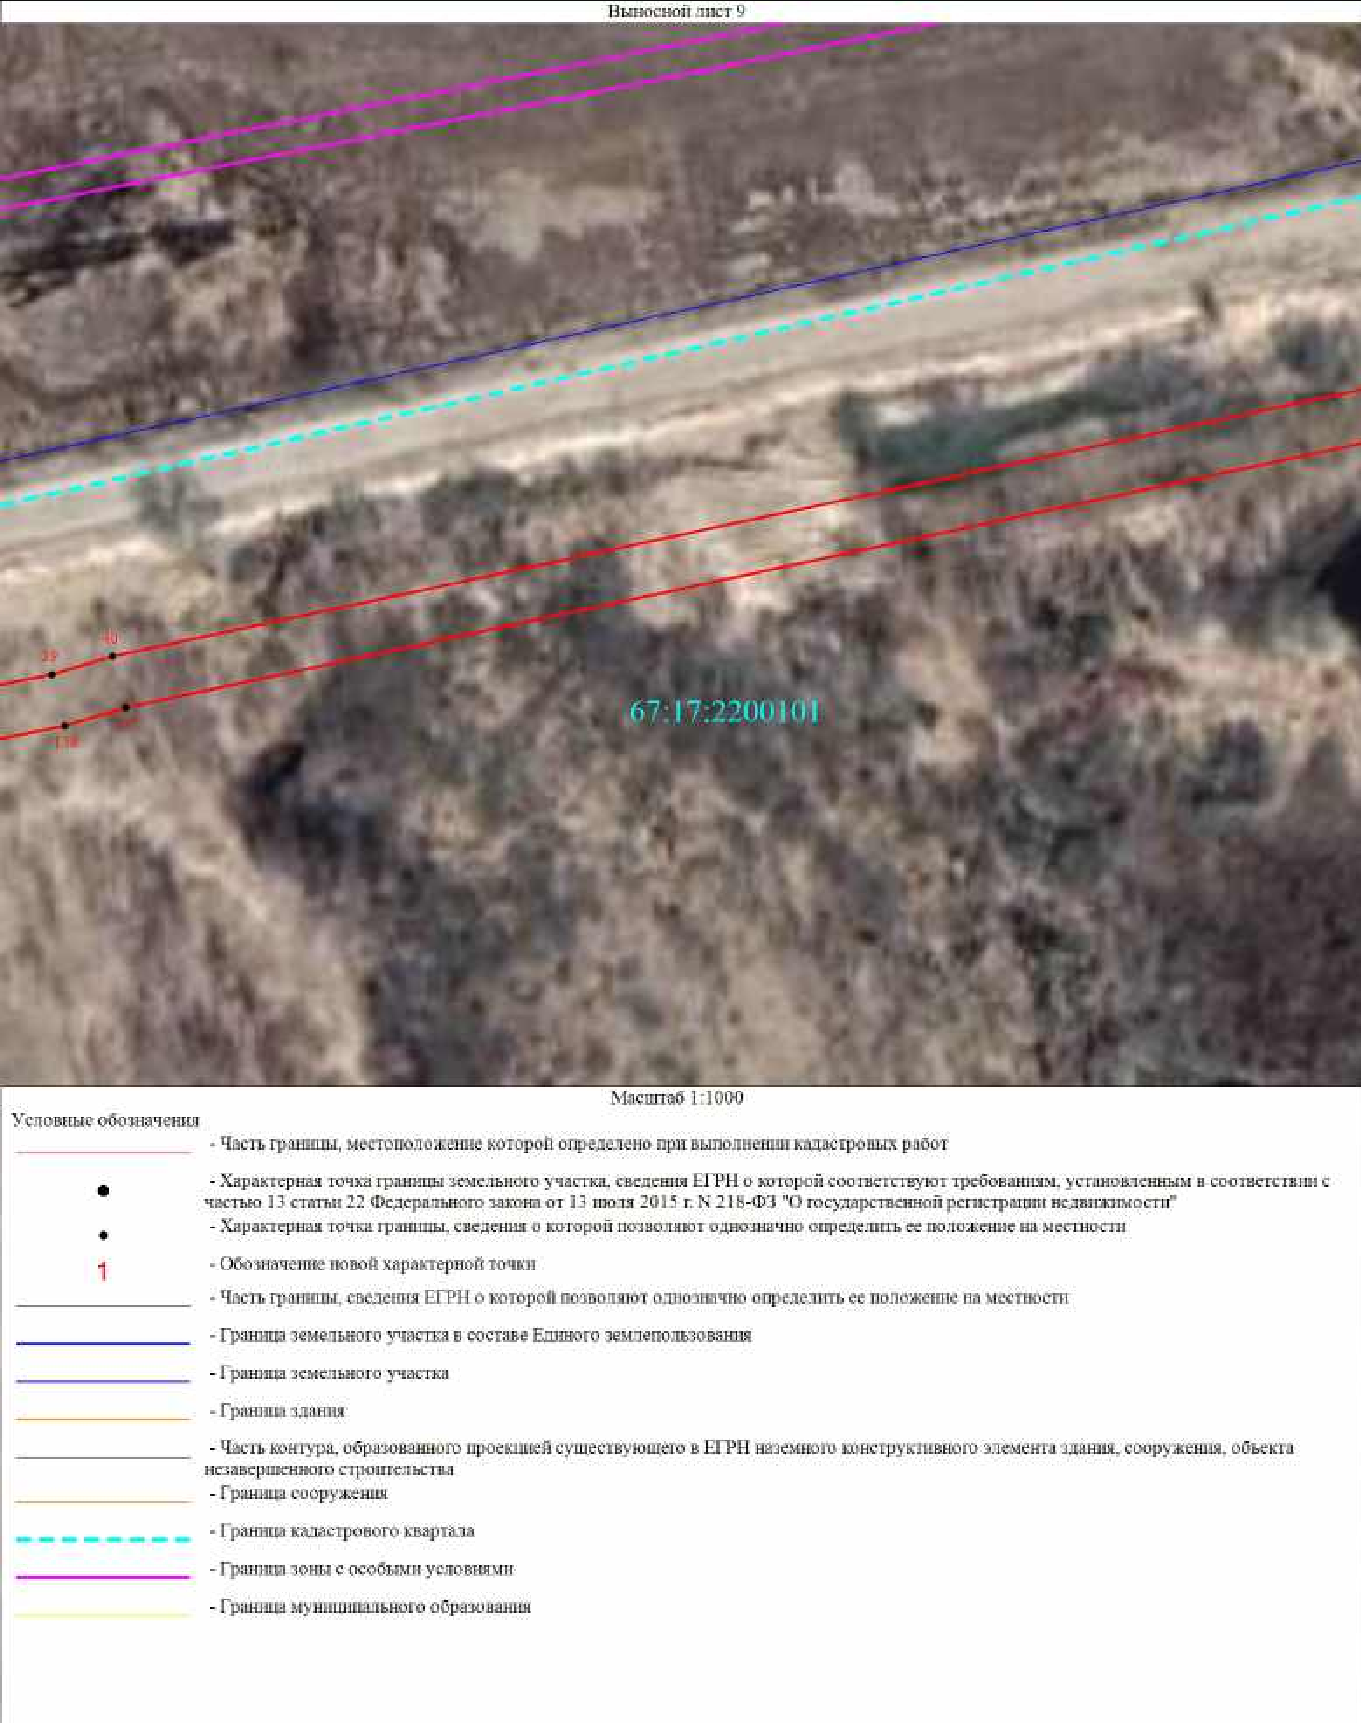 Выносной лист 9
39
40
67:17:2200101
Масштаб 1:1000
Условные обозначения
- Часть границы, местоположение которой определено при выполнении кадастровых работ
- Характерная точка границы земельного участка, сведения ЕГРН о которой соответствуют требованиям, установленным в соответствии с
частью 13 статьи 22 Федерального закона от 13 июля 2015 г. N 218-ФЗ "О государственной регистрации недвижимости"
- Характерная точка границы, сведения о которой позволяют однозначно определить ее положение на местности
1
- Обозначение новой характерной точки
- Часть границы, сведения ЕГРН о которой позволяют однозначно определить ее положение на местности
- Граница земельного участка в составе Единого землепользования
- Граница земельного участка
- Граница здания
- Часть контура, образованного проекцией существующего в ЕГРН наземного конструктивного элемента здания, сооружения, объекта
незавершенного строительства
- Граница сооружения
- Граница кадастрового квартала
- Граница зоны с особыми условиями
- Граница муниципального образования